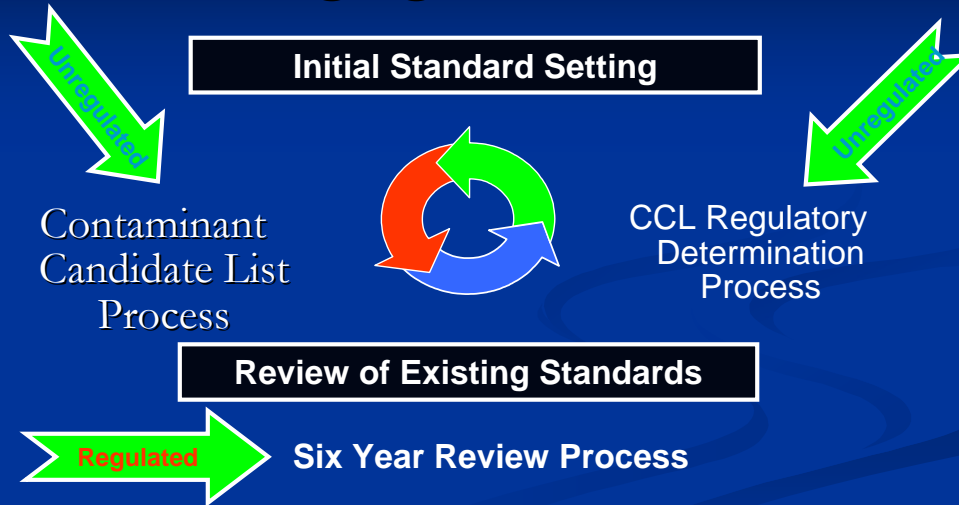 Initial Standard Setting
Unregulated
Unregulated
Contaminant
Candidate List
Process
CCL Regulatory
Determination
Process
Review of Existing Standards
Regulated
Six Year Review Process